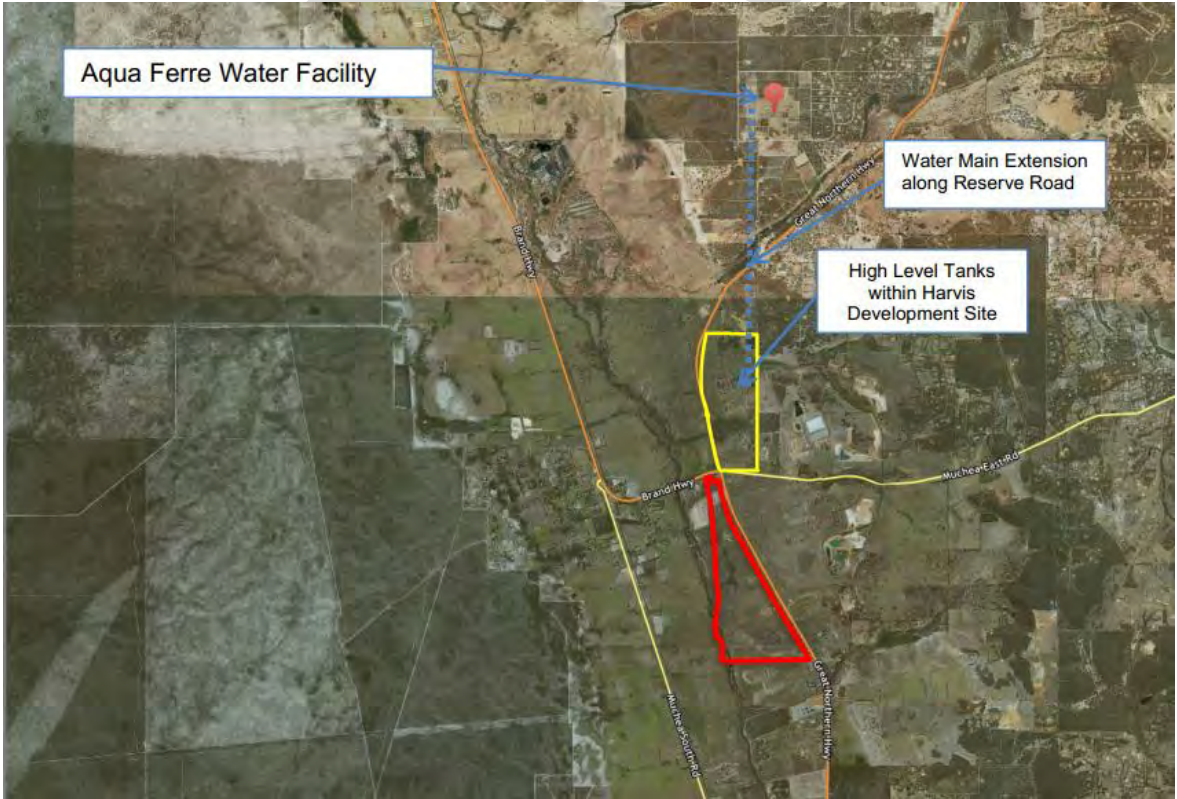 Aqua Ferre Water Facility
Water Main Extension
along Reserve Road
Great Northern Hwy
High Level Tanks
within Harvis
Development Site
Brand Hwy
Brand Hwy
Muchea East Rd
Muchea South Rd
Great Northern Hwy